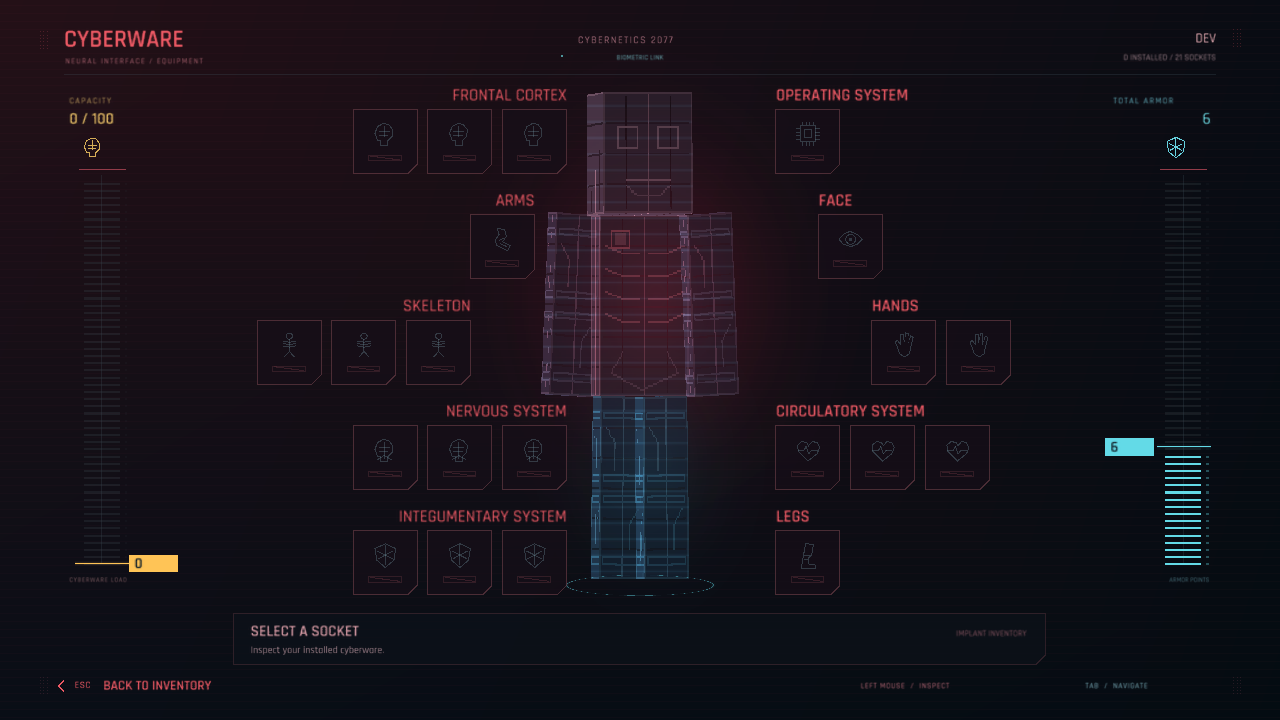 CYBERWARE
NEURAL INTERFACE / EQUIPMENT
CYBERNETICS 2077
BIOMETRIC LINK
DEV
0 INSTALLED / 21 SOCKETS
CAPACITY
0 / 100
TOTAL ARMOR
6
FRONTAL CORTEX
OPERATING SYSTEM
ARMS
FACE
SKELETON
HANDS
NERVOUS SYSTEM
CIRCULATORY SYSTEM
6
INTEGUMENTARY SYSTEM
LEGS
0
CYBERWARE LOAD
ARMOR POINTS
SELECT A SOCKET
Inspect your installed cyberware.
IMPLANT INVENTORY
ESC BACK TO INVENTORY
LEFT MOUSE / INSPECT
TAB / NAVIGATE